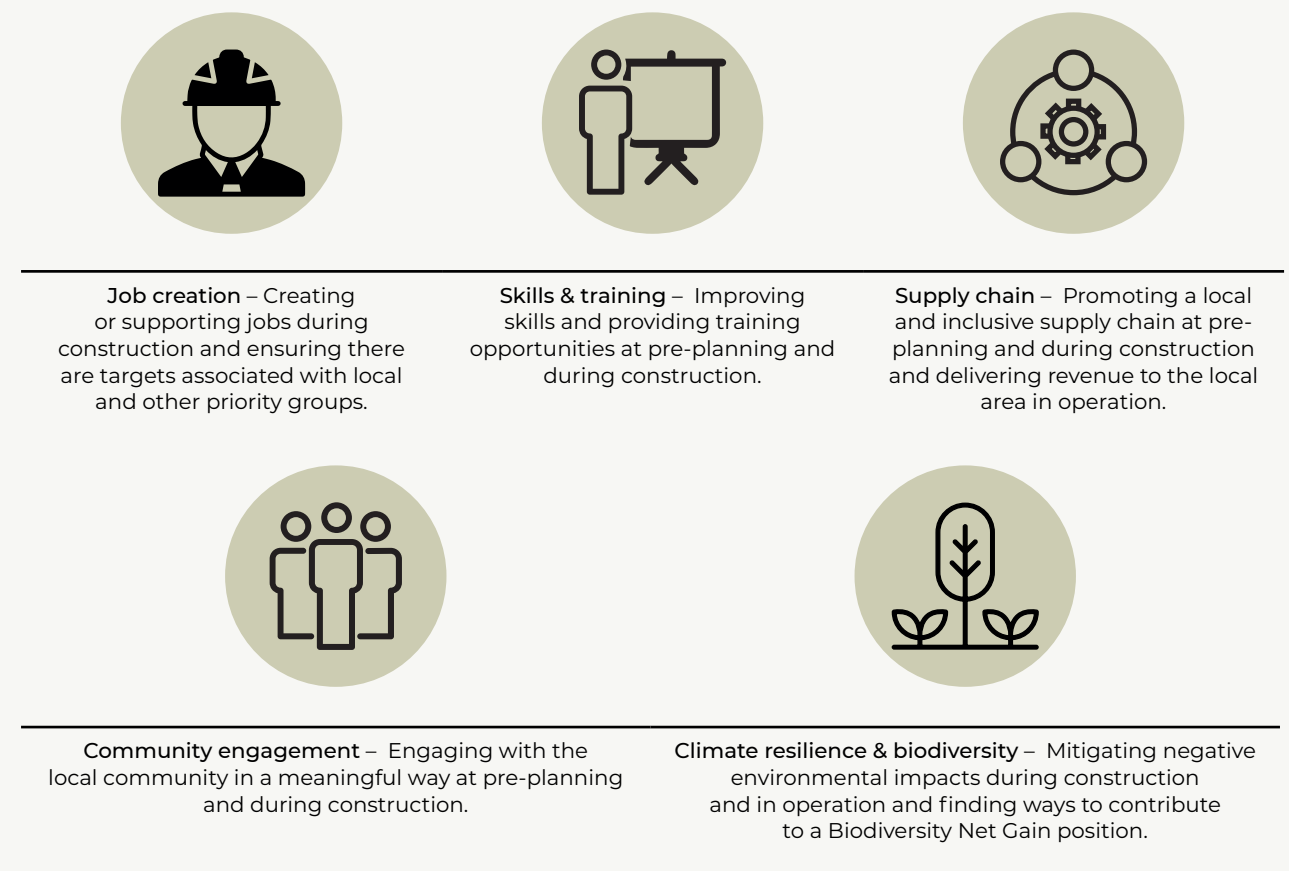 Job creation – Creating
or supporting jobs during
construction and ensuring there
are targets associated with local
and other priority groups.
Skills & training –  Improving
skills and providing training
opportunities at pre-planning and
during construction.
Supply chain –  Promoting a local
and inclusive supply chain at pre-
planning and during construction
and delivering revenue to the local
area in operation.
Community engagement –  Engaging with the
local community in a meaningful way at pre-planning
and during construction.
Climate resilience & biodiversity –  Mitigating negative
environmental impacts during construction
and in operation and finding ways to contribute
to a Biodiversity Net Gain position.